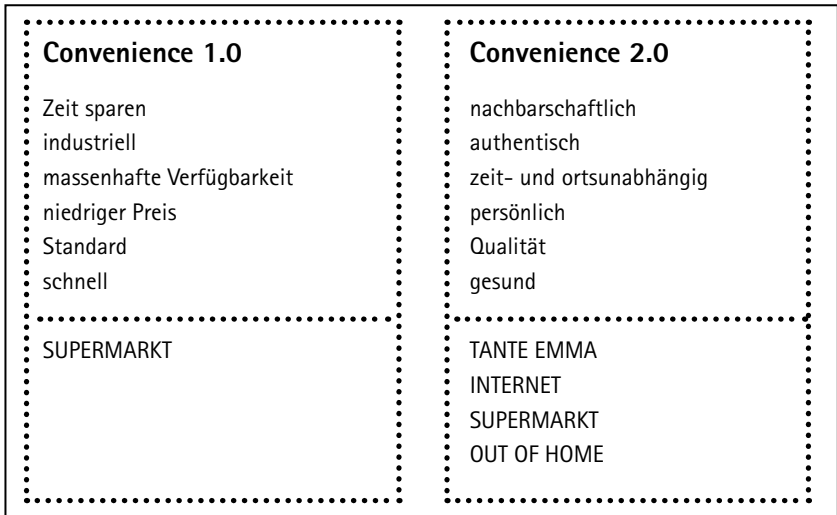 Convenience 1.0
Zeit sparen
industriell
massenhafte Verfügbarkeit
niedriger Preis
Standard
schnell
SUPERMARKT
Convenience 2.0
nachbarschaftlich
authentisch
zeit- und ortsunabhängig
persönlich
Qualität
gesund
TANTE EMMA
INTERNET
SUPERMARKT
OUT OF HOME